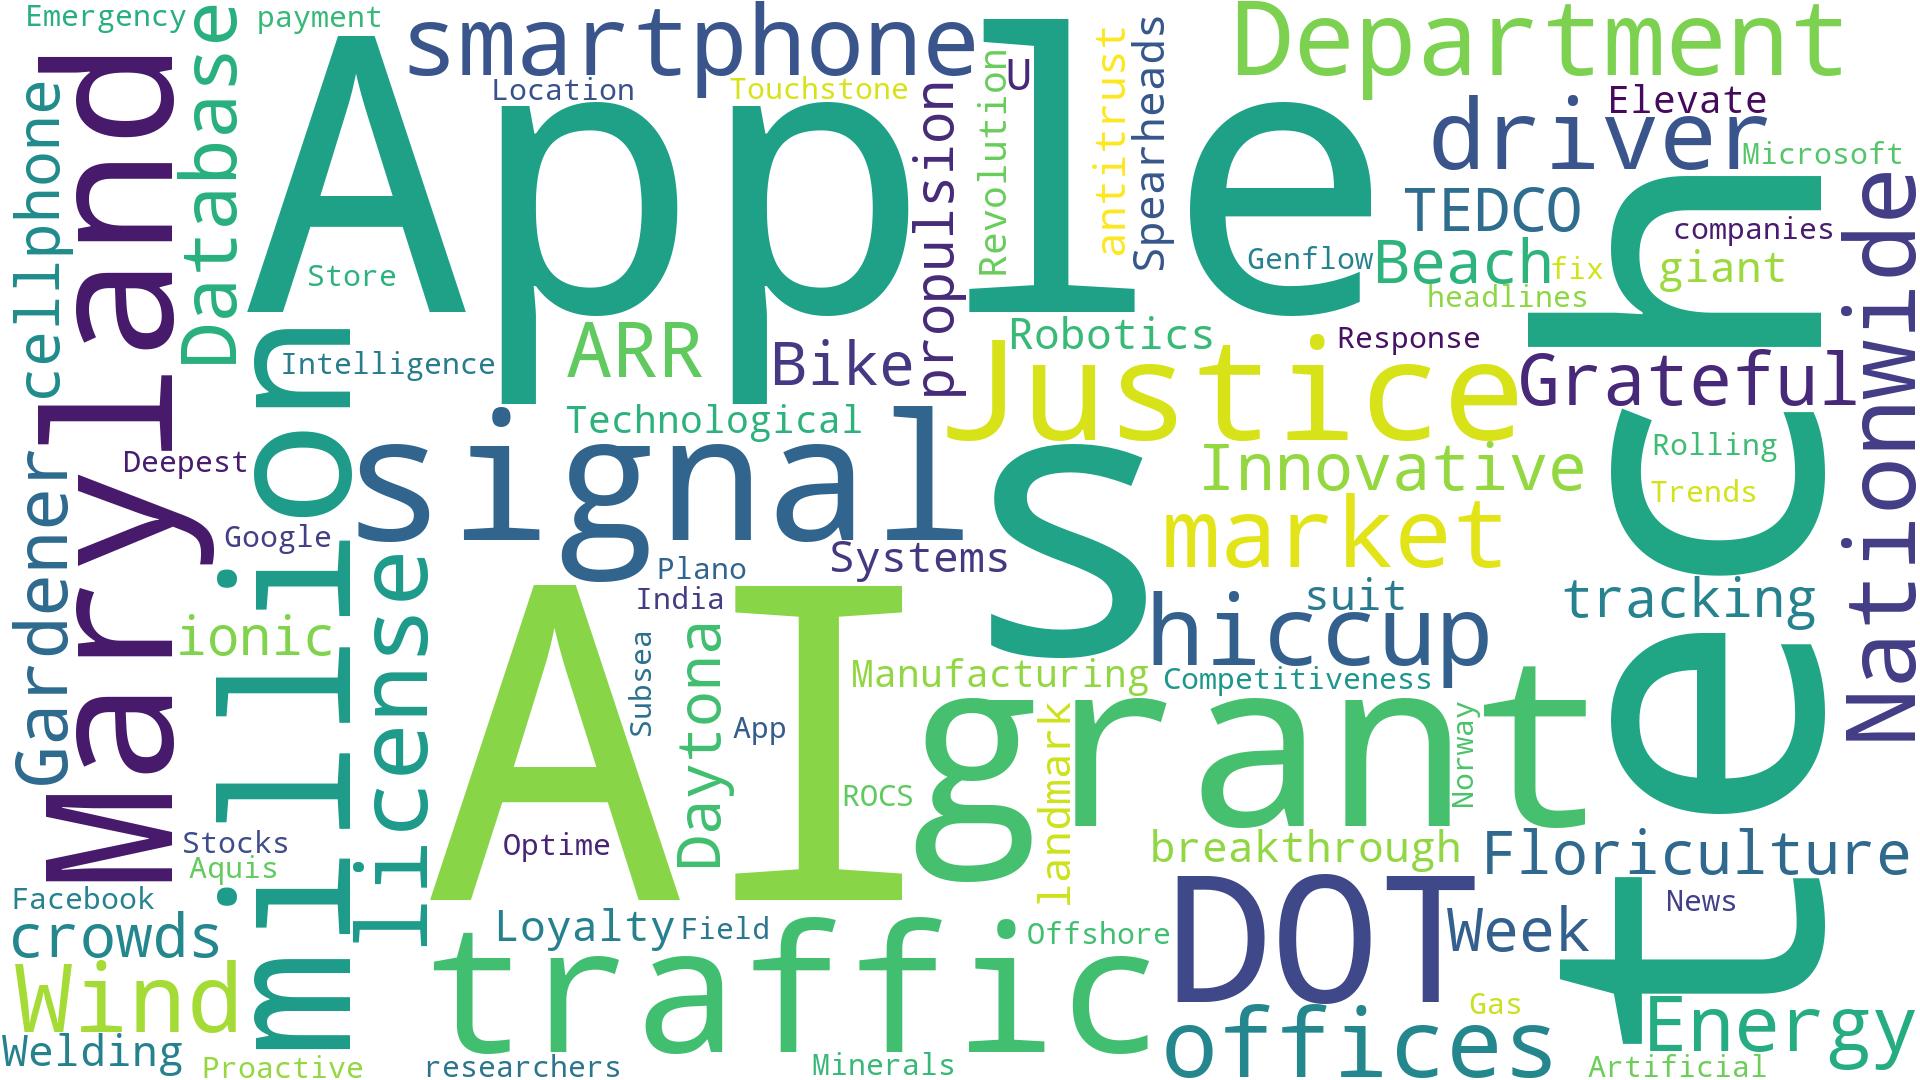 Emergency
payment
smartphone
Department
Maryland
cellphone
Database
Apple
Location
Touchstone
propulsion
Revolution
U
antitrust
Spearheads
driver
Elevate
Microsoft
TEDCO
Nationwide
companies
Store
Genflow
Beach
fix
giant
headlines
tech
Intelligence
ARR
Bike
Robotics
Response
Justice
Grateful
million
Technological
signal
s
Innovative
Rolling
Deepest
Gardener
Trends
market
Google
license
Systems
Plano
India
suit
tracking
hiccup
ionic
AI
Subsea
Daytona
Manufacturing
Competitiveness
grant
App
landmark
Norway
ROCS
Stocks
Optime
breakthrough
Floriculture
Aquis
Facebook
DOT
News
crowds
Loyalty
Field
traffic
Offshore
Week
Wind
Gas
Energy
Welding
offices
Proactive
researchers
Minerals
Artificial